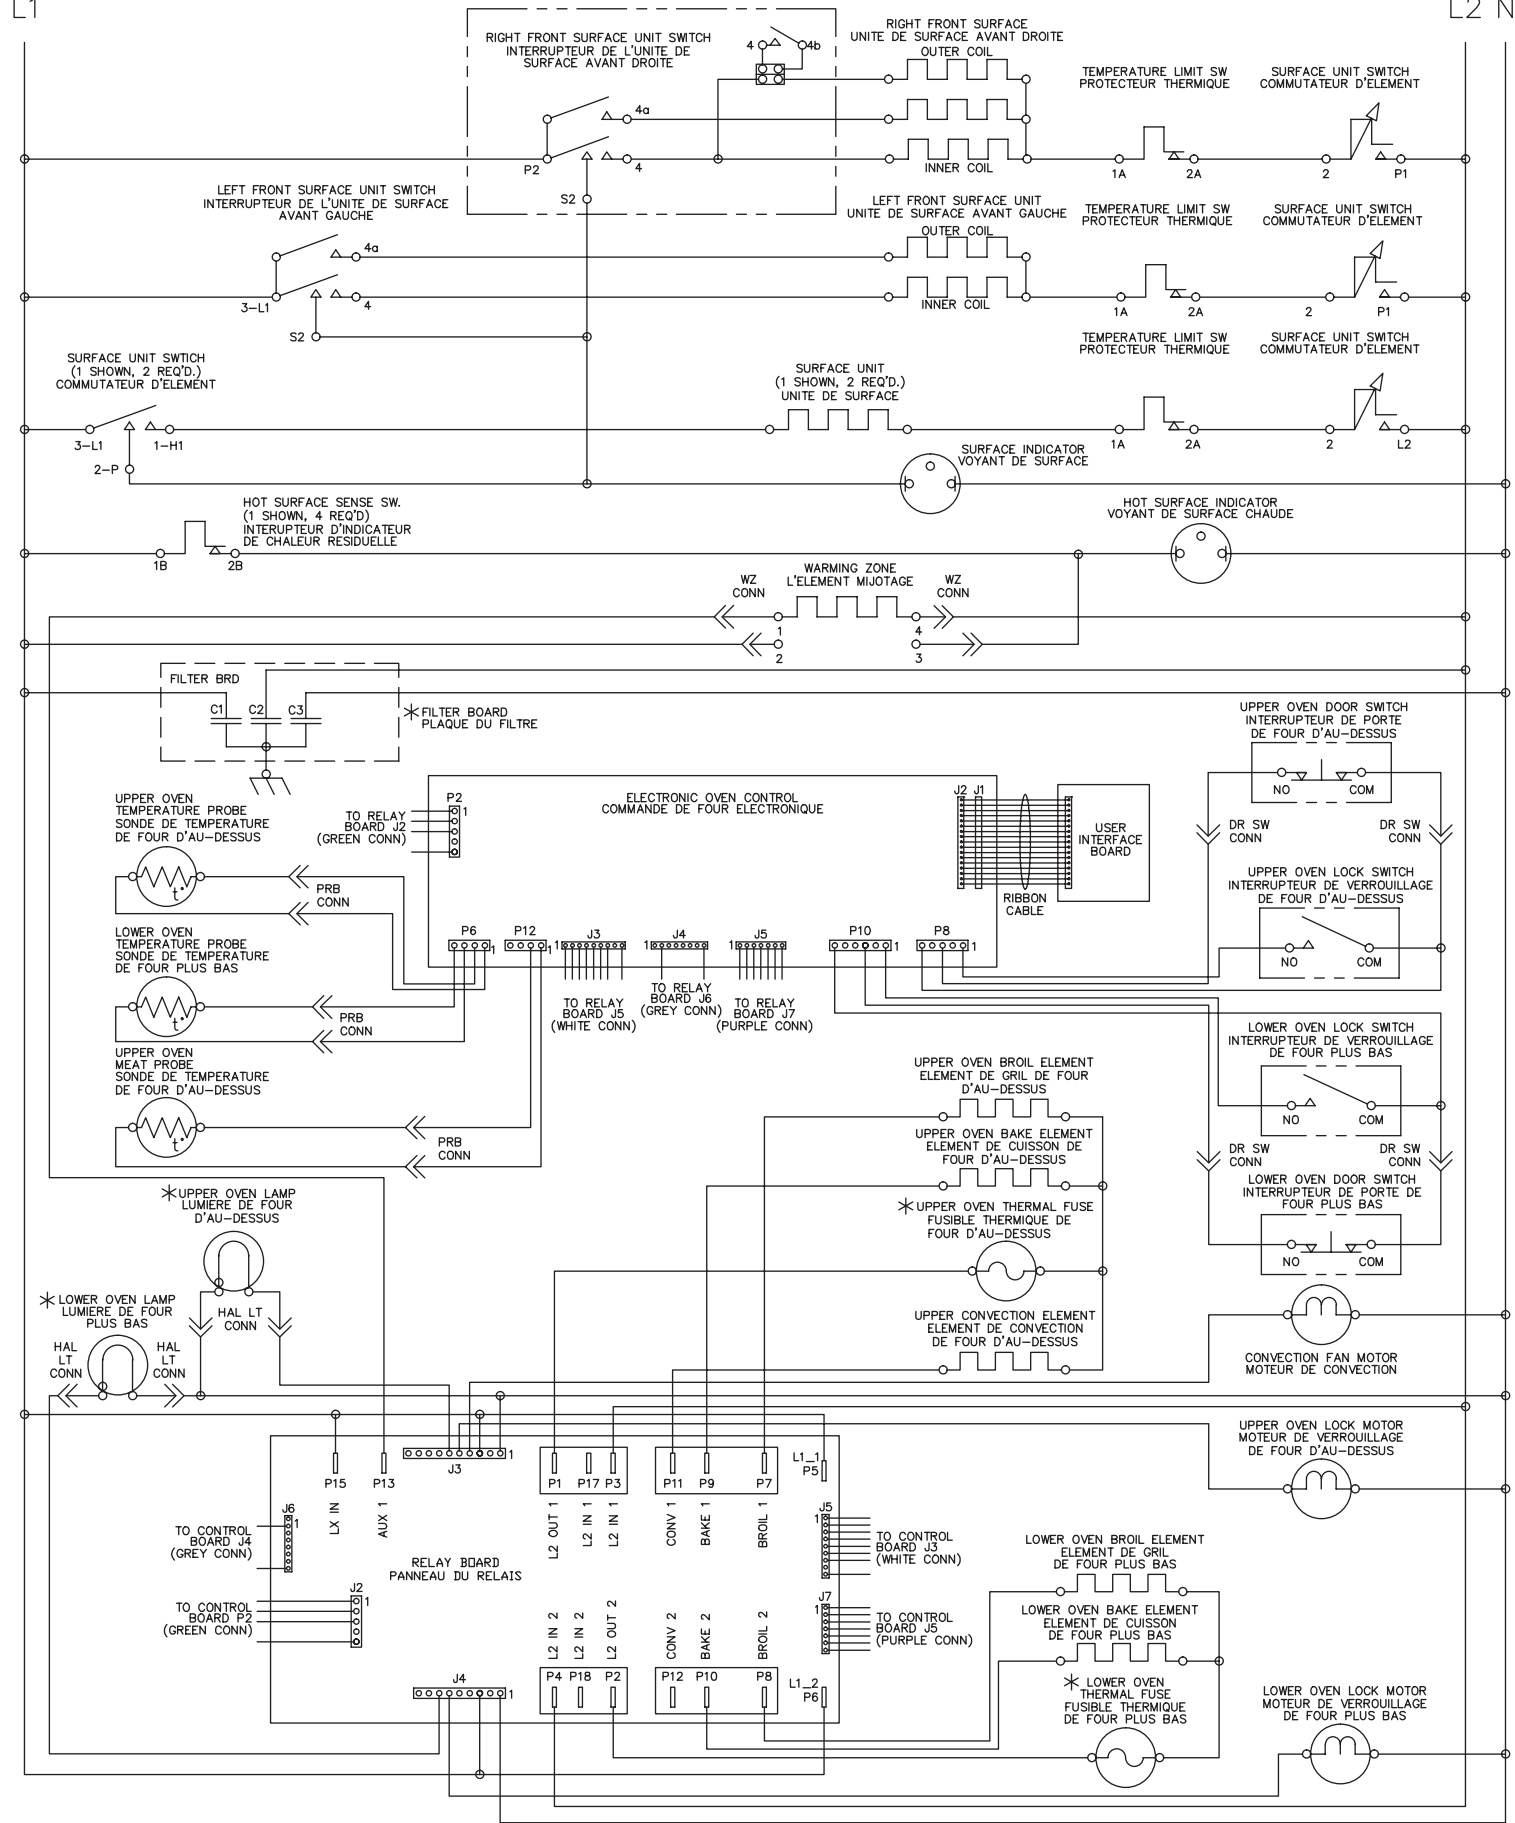 L1
L2 N
RIGHT FRONT SURFACE UNIT SWITCH
INTERRUPTEUR DE L'UNITE DE
SURFACE AVANT DROITE
4
4b
RIGHT FRONT SURFACE
UNITE DE SURFACE AVANT DROITE
OUTER COIL
TEMPERATURE LIMIT SW
PROTECTEUR THERMIQUE
SURFACE UNIT SWITCH
COMMUTATEUR D'ELEMENT
4a
P2
4
INNER COIL
1A
2A
2
P1
LEFT FRONT SURFACE UNIT SWITCH
INTERRUPTEUR DE L'UNITE DE SURFACE
AVANT GAUCHE
S2
LEFT FRONT SURFACE UNIT
UNITE DE SURFACE AVANT GAUCHE
OUTER COIL
TEMPERATURE LIMIT SW
PROTECTEUR THERMIQUE
SURFACE UNIT SWITCH
COMMUTATEUR D'ELEMENT
4a
3-L1
4
INNER COIL
1A
2A
2
P1
S2
SURFACE UNIT SWTICH
(1 SHOWN, 2 REQ'D.)
COMMUTATEUR D'ELEMENT
SURFACE UNIT
(1 SHOWN, 2 REQ'D.)
UNITE DE SURFACE
TEMPERATURE LIMIT SW
PROTECTEUR THERMIQUE
SURFACE UNIT SWITCH
COMMUTATEUR D'ELEMENT
3-L1
1-H1
1A
2A
2
L2
2-P
SURFACE INDICATOR
VOYANT DE SURFACE
HOT SURFACE SENSE SW.
(1 SHOWN, 4 REQ'D)
INTERUPTEUR D'INDICATEUR
DE CHALEUR RESIDUELLE
HOT SURFACE INDICATOR
VOYANT DE SURFACE CHAUDE
1B
2B
WZ
CONN
WARMING ZONE
L'ELEMENT MIJOTAGE
WZ
CONN
1
4
2
3
FILTER BRD
C1
C2
C3
FILTER BOARD
PLAQUE DU FILTRE
UPPER OVEN DOOR SWITCH
INTERRUPTEUR DE PORTE
DE FOUR D'AU-DESSUS
NO
COM
UPPER OVEN
TEMPERATURE PROBE
SONDE DE TEMPERATURE
DE FOUR D'AU-DESSUS
t°
TO RELAY
BOARD J2
(GREEN CONN)
P2
1
ELECTRONIC OVEN CONTROL
COMMANDE DE FOUR ELECTRONIQUE
J2
J1
USER
INTERFACE
BOARD
RIBBON
CABLE
DR SW
CONN
DR SW
CONN
PRB
CONN
UPPER OVEN LOCK SWITCH
INTERRUPTEUR DE VERROUILLAGE
DE FOUR D'AU-DESSUS
NO
COM
LOWER OVEN
TEMPERATURE PROBE
SONDE DE TEMPERATURE
DE FOUR PLUS BAS
t°
P6
1
P12
1
1
J3
1
J4
1
J5
P10
1
P8
1
TO RELAY
BOARD J5
(WHITE CONN)
TO RELAY
BOARD J6
(GREY CONN)
TO RELAY
BOARD J7
(PURPLE CONN)
PRB
CONN
LOWER OVEN LOCK SWITCH
INTERRUPTEUR DE VERROUILLAGE
DE FOUR PLUS BAS
NO
COM
UPPER OVEN
MEAT PROBE
SONDE DE TEMPERATURE
DE FOUR D'AU-DESSUS
t°
PRB
CONN
UPPER OVEN BROIL ELEMENT
ELEMENT DE GRIL DE FOUR
D'AU-DESSUS
UPPER OVEN BAKE ELEMENT
ELEMENT DE CUISSON DE
FOUR D'AU-DESSUS
DR SW
CONN
DR SW
CONN
LOWER OVEN DOOR SWITCH
INTERRUPTEUR DE PORTE DE
FOUR PLUS BAS
NO
COM
UPPER OVEN LAMP
LUMIERE DE FOUR
D'AU-DESSUS
UPPER OVEN THERMAL FUSE
FUSIBLE THERMIQUE DE
FOUR D'AU-DESSUS
LOWER OVEN LAMP
LUMIERE DE FOUR
PLUS BAS
HAL LT
CONN
HAL
LT
CONN
HAL
LT
CONN
UPPER CONVECTION ELEMENT
ELEMENT DE CONVECTION
DE FOUR D'AU-DESSUS
CONVECTION FAN MOTOR
MOTEUR DE CONVECTION
UPPER OVEN LOCK MOTOR
MOTEUR DE VERROUILLAGE
DE FOUR D'AU-DESSUS
P15
P13
J3
1
P1
P17
P3
P11
P9
P7
L1_1
P5
LX IN
AUX 1
L2 OUT 1
L2 IN 1
L2 IN 1
CONV 1
BAKE 1
BROIL 1
J6
1
TO CONTROL
BOARD J4
(GREY CONN)
J5
1
TO CONTROL
BOARD J3
(WHITE CONN)
RELAY BOARD
PANNEAU DU RELAIS
J2
1
TO CONTROL
BOARD P2
(GREEN CONN)
J7
1
TO CONTROL
BOARD J5
(PURPLE CONN)
LOWER OVEN BROIL ELEMENT
ELEMENT DE GRIL
DE FOUR PLUS BAS
LOWER OVEN BAKE ELEMENT
ELEMENT DE CUISSON
DE FOUR PLUS BAS
L2 IN 2
L2 IN 2
L2 OUT 2
CONV 2
BAKE 2
BROIL 2
J4
1
P4
P18
P2
P12
P10
P8
L1_2
P6
LOWER OVEN
THERMAL FUSE
FUSIBLE THERMIQUE
DE FOUR PLUS BAS
LOWER OVEN LOCK MOTOR
MOTEUR DE VERROUILLAGE
DE FOUR PLUS BAS